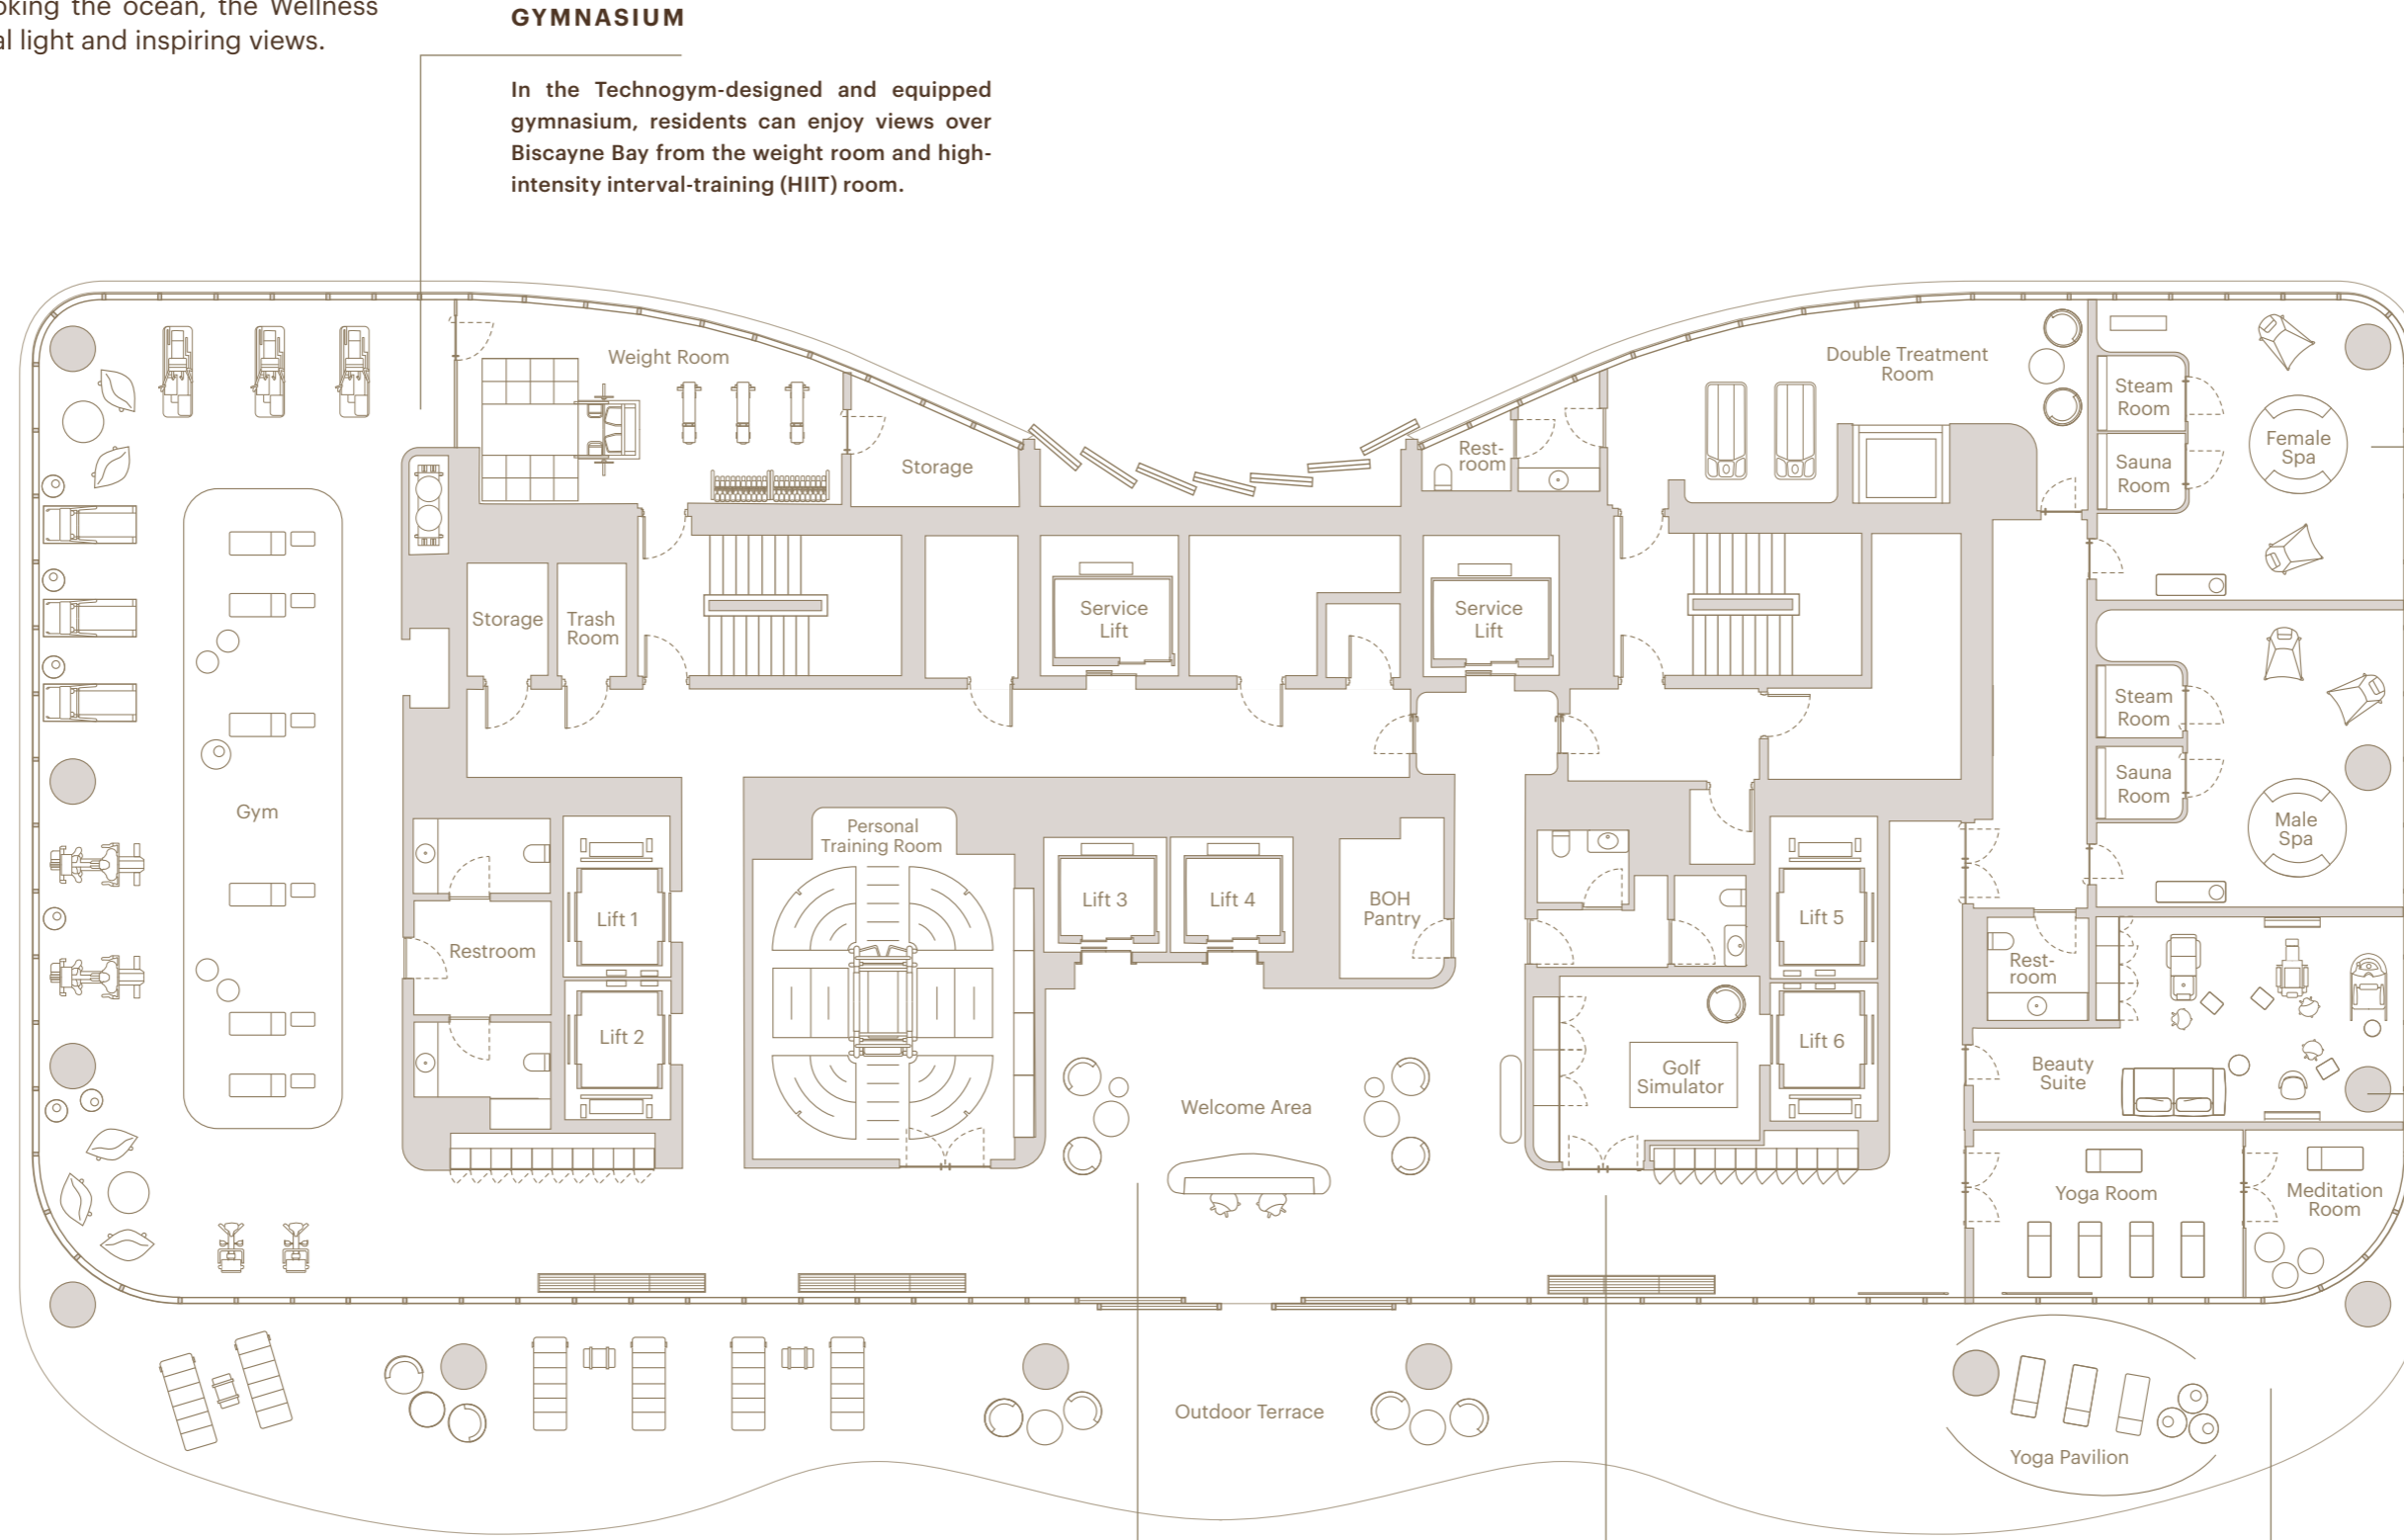 the ocean, the Wellness
light and inspiring views.
GYMNASIUM
In the Technogym-designed and equipped
gymnasium, residents can enjoy views over
Biscayne Bay from the weight room and high-
intensity interval-training (HIIT) room.
Weight Room
Storage
Rest-
room
Double Treatment
Room
Steam
Room
Sauna
Room
Female
Spa
Storage
Trash
Room
Service
Lift
Service
Lift
Steam
Room
Sauna
Room
Male
Spa
Gym
Restroom
Lift 1
Lift 2
Personal
Training Room
Lift 3
Lift 4
BOH
Pantry
Lift 5
Lift 6
Golf
Simulator
Welcome Area
Rest-
room
Beauty
Suite
Yoga Room
Meditation
Room
Outdoor Terrace
Yoga Pavilion